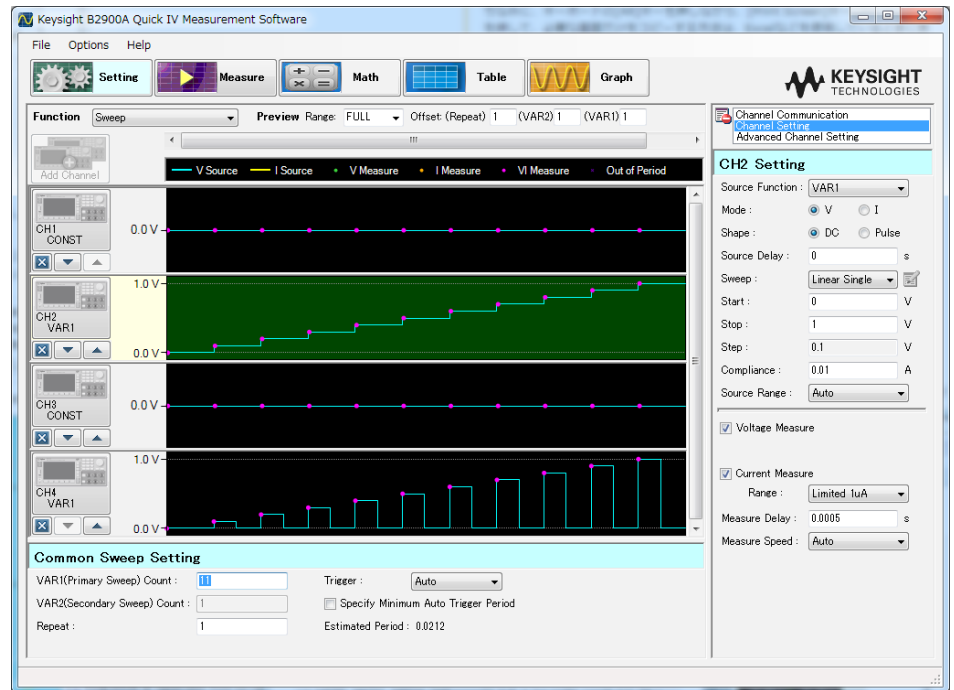 Keysight B2900A Quick IV Measurement Software
File Options Help
Setting Measure Math Table Graph
KEYSIGHT
TECHNOLOGIES
Function Sweep Preview Range: FULL Offset: (Repeat) 1 (VAR2) 1 (VAR1) 1
Add Channel
V Source I Source V Measure I Measure VI Measure Out of Period
CH1
CONST
0.0 V
1.0 V
CH2
VAR1
0.0 V
CH3
CONST
0.0 V
1.0 V
CH4
VAR1
0.0 V
Common Sweep Setting
VAR1(Primary Sweep) Count : 11 Trigger : Auto
VAR2(Secondary Sweep) Count : 1 Specify Minimum Auto Trigger Period
Repeat : 1 Estimated Period : 0.0212
Channel Communication
Channel Setting
Advanced Channel Setting
CH2 Setting
Source Function : VAR1
Mode : V I
Shape : DC Pulse
Source Delay : 0 s
Sweep : Linear Single
Start : 0 V
Stop : 1 V
Step : 0.1 V
Compliance : 0.01 A
Source Range : Auto
Voltage Measure
Current Measure
Range : Limited 1uA
Measure Delay : 0.0005 s
Measure Speed : Auto